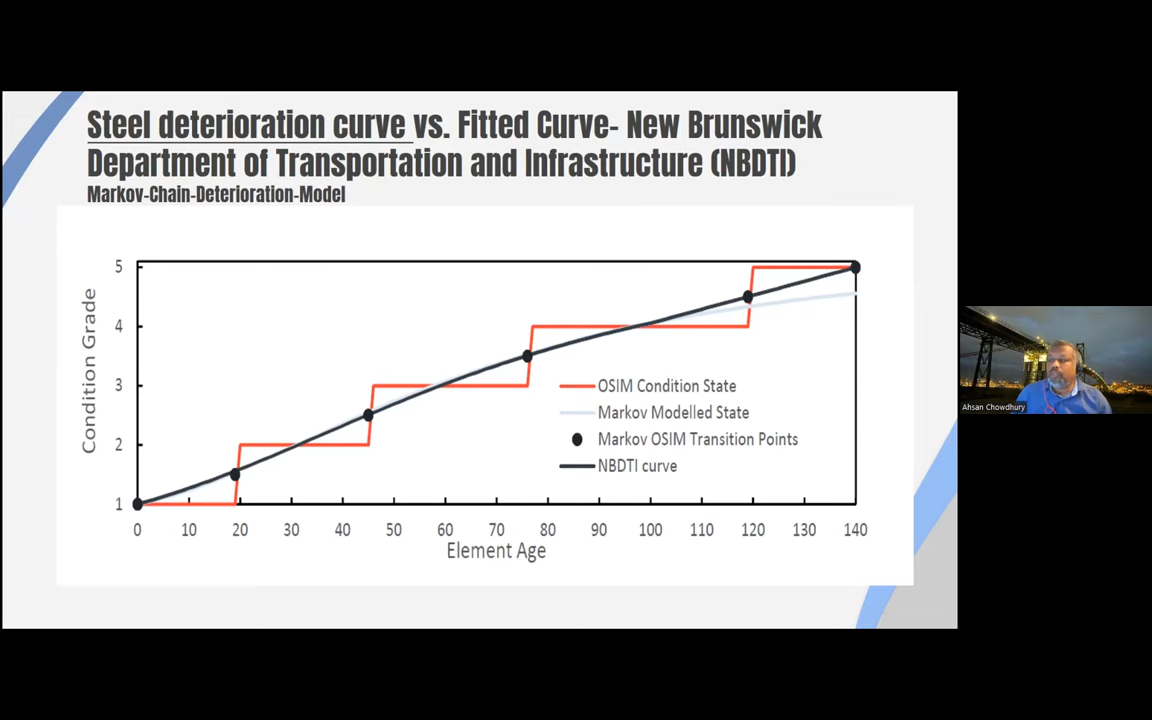 Steel deterioration curve vs. Fitted Curve- New Brunswick
Department of Transportation and Infrastructure (NBDTI)
Markov-Chain-Deterioration-Model
Condition Grade
5
4
3
2
1
OSIM Condition State
Markov Modelled State
Markov OSIM Transition Points
NBDTI curve
0 10 20 30 40 50 60 70 80 90 100 110 120 130 140
Element Age
Ahsan Chowdhury